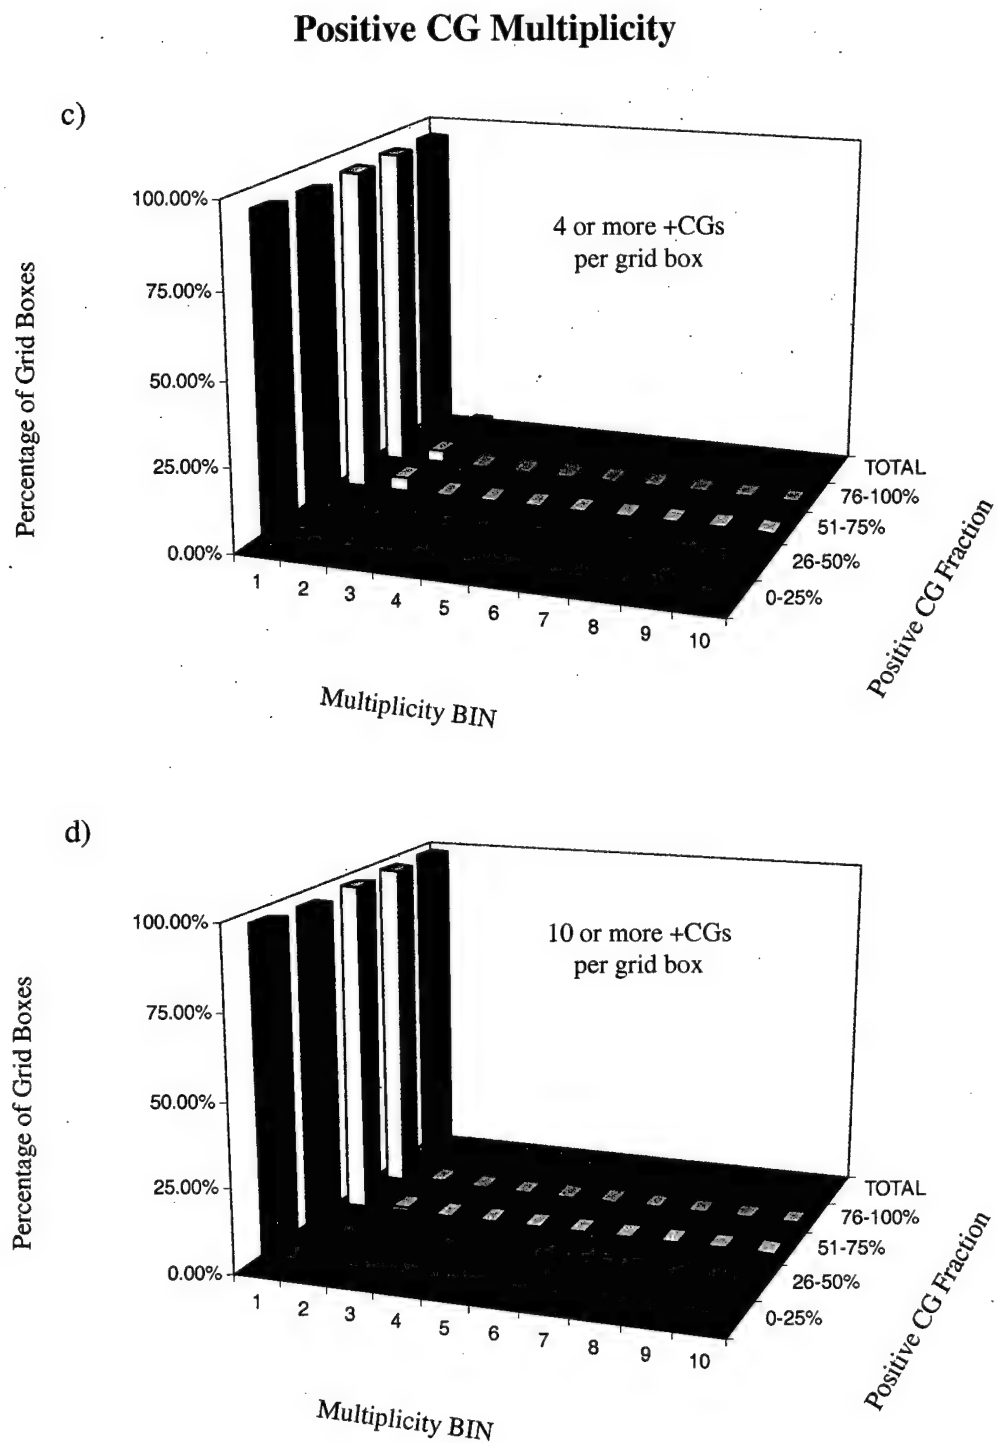 Positive CG Multiplicity
c)
4 or more +CGs
per grid box
Percentage of Grid Boxes
100.00%
75.00%
50.00%
25.00%
0.00%
1 2 3 4 5 6 7 8 9 10
Multiplicity BIN
TOTAL
76-100%
51-75%
26-50%
0-25%
Positive CG Fraction
d)
10 or more +CGs
per grid box
Percentage of Grid Boxes
100.00%
75.00%
50.00%
25.00%
0.00%
1 2 3 4 5 6 7 8 9 10
Multiplicity BIN
TOTAL
76-100%
51-75%
26-50%
0-25%
Positive CG Fraction